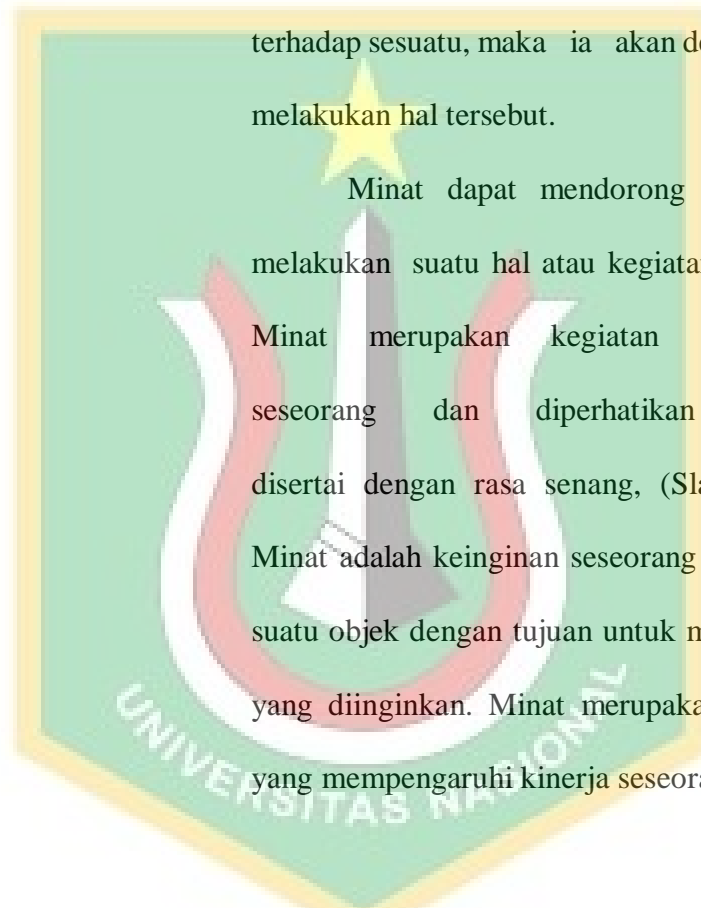 terhadap sesuatu, maka ia akan
melakukan hal tersebut.
Minat dapat mendorong
melakukan suatu hal atau kegiatan
Minat merupakan kegiatan
seseorang dan diperhatikan
disertai dengan rasa senang,
Minat adalah keinginan seseorang
suatu objek dengan tujuan untuk
yang diinginkan. Minat
yang mempengaruhi kinerja
UNIVERSITAS NASIONAL